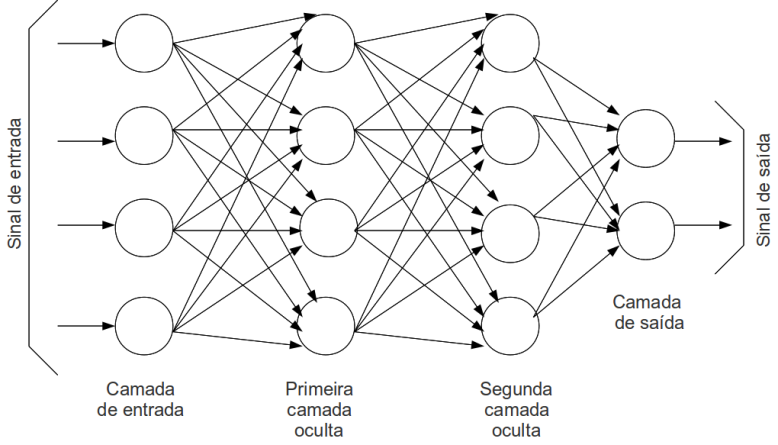 Sinal de entrada
Camada
de entrada
Primeira
camada
oculta
Segunda
camada
oculta
Camada
de saída
Sinal de saída